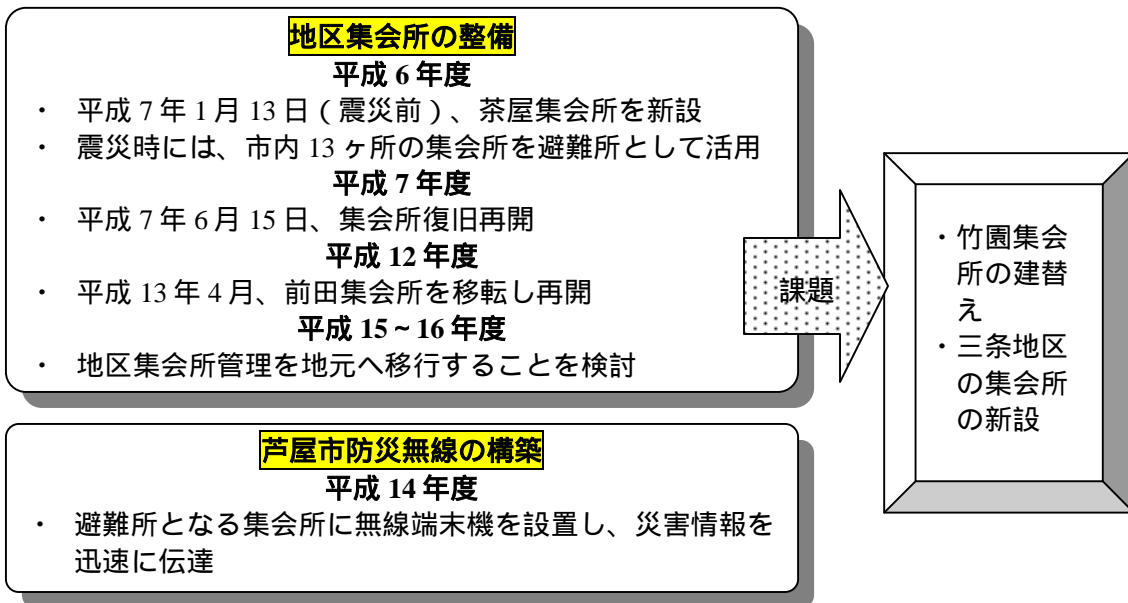 地区集会所の整備
平成 6 年度
・ 平成 7 年 1 月 13 日（震災前）、茶屋集会所を新設
・ 震災時には、市内 13 ヶ所の集会所を避難所として活用
平成 7 年度
・ 平成 7 年 6 月 15 日、集会所復旧再開
平成 12 年度
・ 平成 13 年 4 月、前田集会所を移転し再開
平成 15～16 年度
・ 地区集会所管理を地元へ移行することを検討
芦屋市防災無線の構築
平成 14 年度
・ 避難所となる集会所に無線端末機を設置し、災害情報を
迅速に伝達
課題
・竹園集会
所の建替
え
・三条地区
の集会所
の新設